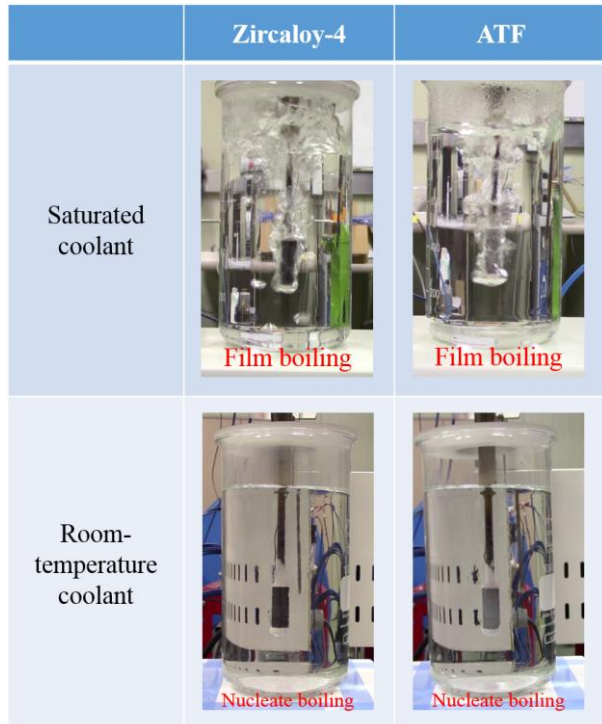 Zircaloy-4
ATF
Saturated
coolant
Film boiling
Film boiling
Room-
temperature
coolant
Nucleate boiling
Nucleate boiling